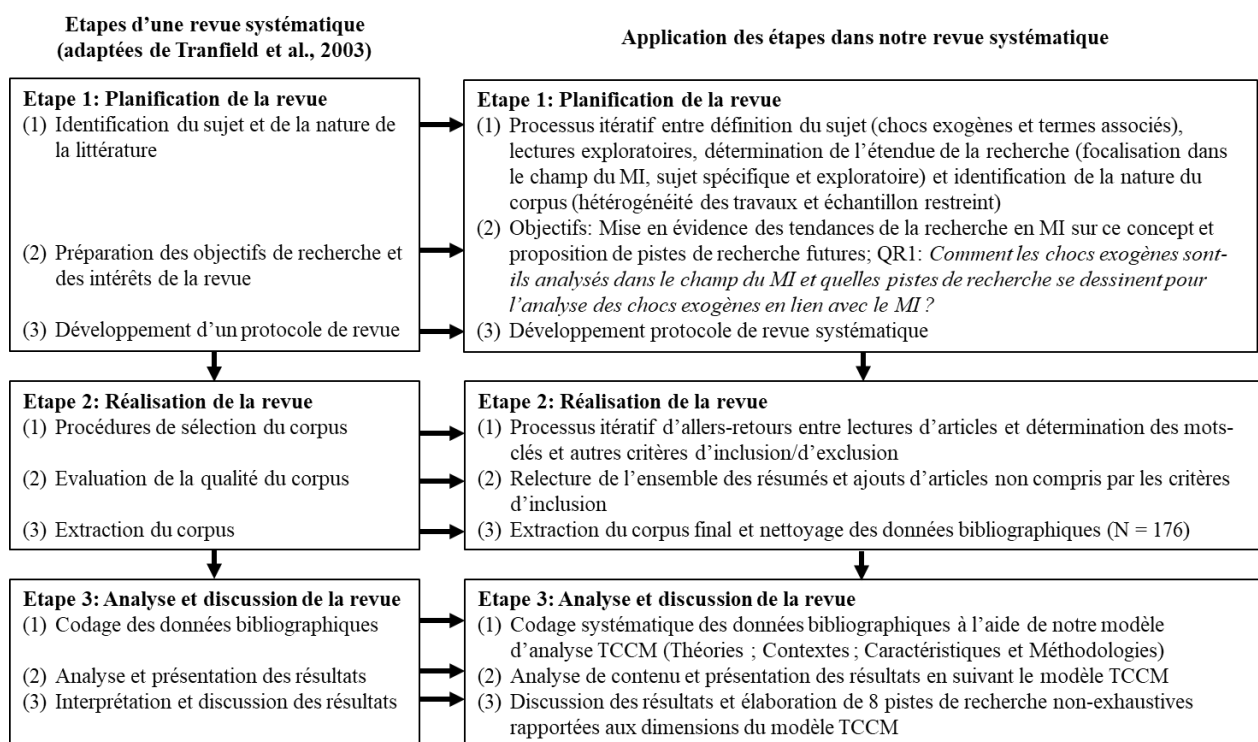 Etapes d’une revue systématique
(adaptées de Tranfield et al., 2003)
Etape 1: Planification de la revue
(1) Identification du sujet et de la nature de
la littérature
(2) Préparation des objectifs de recherche et
des intérêts de la revue
(3) Développement d’un protocole de revue
Etape 2: Réalisation de la revue
(1) Procédures de sélection du corpus
(2) Evaluation de la qualité du corpus
(3) Extraction du corpus
Etape 3: Analyse et discussion de la revue
(1) Codage des données bibliographiques
(2) Analyse et présentation des résultats
(3) Interprétation et discussion des résultats
Application des étapes dans notre revue systématique
Etape 1: Planification de la revue
(1) Processus itératif entre définition du sujet (chocs exogènes et termes associés),
lectures exploratoires, détermination de l’étendue de la recherche (focalisation dans
le champ du MI, sujet spécifique et exploratoire) et identification de la nature du
corpus (hétérogénéité des travaux et échantillon restreint)
(2) Objectifs: Mise en évidence des tendances de la recherche en MI sur ce concept et
proposition de pistes de recherche futures; QR1: Comment les chocs exogènes sont-
ils analysés dans le champ du MI et quelles pistes de recherche se dessinent pour
l’analyse des chocs exogènes en lien avec le MI ?
(3) Développement protocole de revue systématique
Etape 2: Réalisation de la revue
(1) Processus itératif d’allers-retours entre lectures d’articles et détermination des mots-
clés et autres critères d’inclusion/d’exclusion
(2) Relecture de l’ensemble des résumés et ajouts d’articles non compris par les critères
d’inclusion
(3) Extraction du corpus final et nettoyage des données bibliographiques (N = 176)
Etape 3: Analyse et discussion de la revue
(1) Codage systématique des données bibliographiques à l’aide de notre modèle
d’analyse TCCM (Théories ; Contextes ; Caractéristiques et Méthodologies)
(2) Analyse de contenu et présentation des résultats en suivant le modèle TCCM
(3) Discussion des résultats et élaboration de 8 pistes de recherche non-exhaustives
rapportées aux dimensions du modèle TCCM